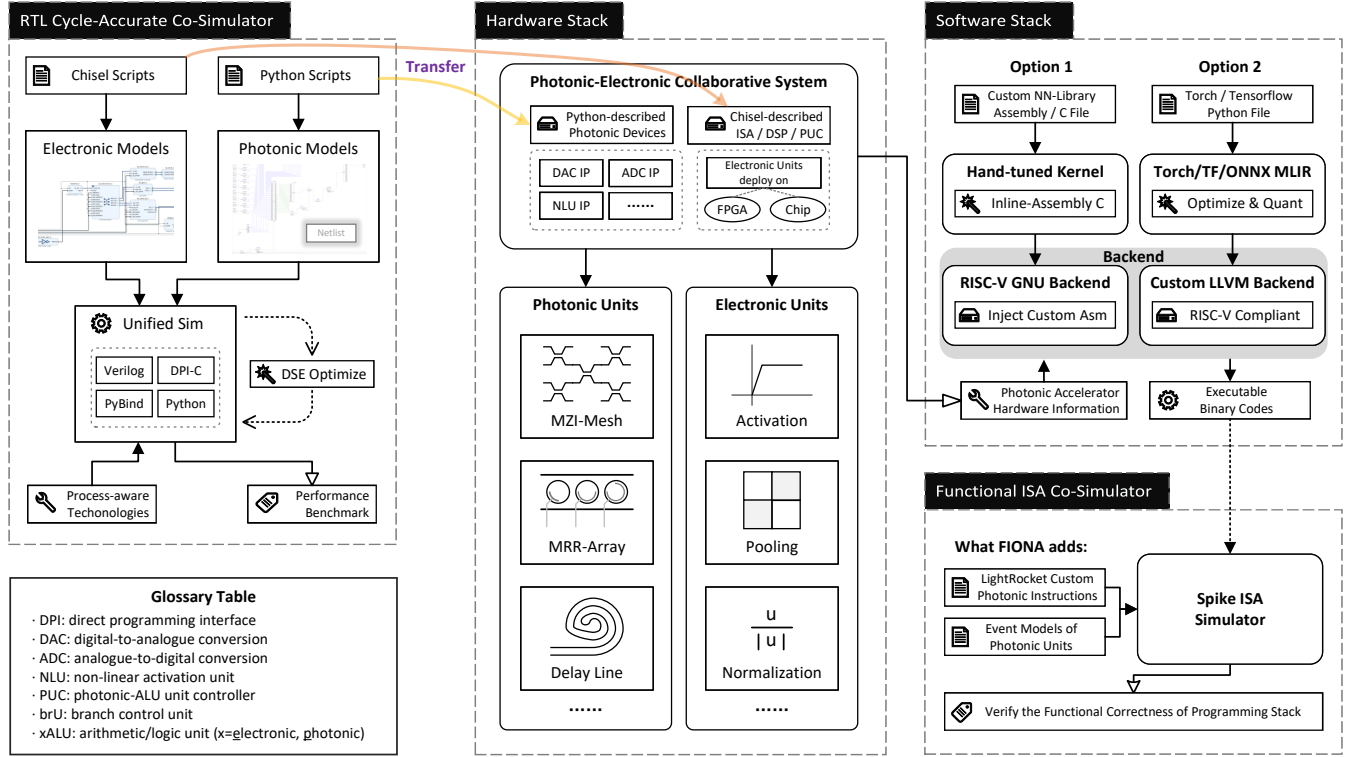 RTL Cycle-Accurate Co-Simulator
Chisel Scripts
Python Scripts
Electronic Models
Photonic Models
Netlist
Unified Sim
Verilog
DPI-C
PyBind
Python
DSE Optimize
Process-aware
Techonologies
Performance
Benchmark
Glossary Table
· DPI: direct programming interface
· DAC: digital-to-analogue conversion
· ADC: analogue-to-digital conversion
· NLU: non-linear activation unit
· PUC: photonic-ALU unit controller
· brU: branch control unit
· xALU: arithmetic/logic unit (x=electronic, photonic)
Transfer
Hardware Stack
Photonic-Electronic Collaborative System
Python-described
Photonic Devices
Chisel-described
ISA / DSP / PUC
DAC IP
ADC IP
NLU IP
······
Electronic Units
deploy on
FPGA
Chip
Photonic Units
MZI-Mesh
MRR-Array
Delay Line
······
Electronic Units
Activation
Pooling
u
|u|
Normalization
······
Software Stack
Option 1
Option 2
Custom NN-Library
Assembly / C File
Torch / Tensorflow
Python File
Hand-tuned Kernel
Inline-Assembly C
Torch/TF/ONNX MLIR
Optimize & Quant
Backend
RISC-V GNU Backend
Inject Custom Asm
Custom LLVM Backend
RISC-V Compliant
Photonic Accelerator
Hardware Information
Executable
Binary Codes
Functional ISA Co-Simulator
What FIONA adds:
LightRocket Custom
Photonic Instructions
Event Models of
Photonic Units
Spike ISA
Simulator
Verify the Functional Correctness of Programming Stack